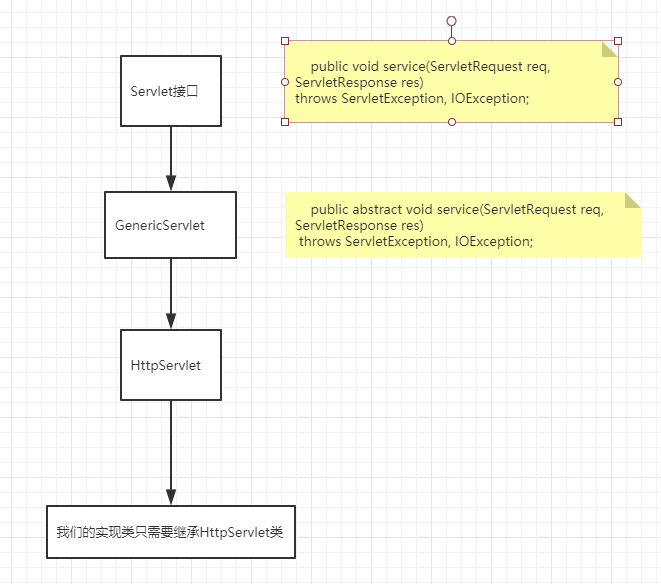 Servlet接口
public void service(ServletRequest req,
ServletResponse res)
throws ServletException, IOException;
GenericServlet
public abstract void service(ServletRequest req,
ServletResponse res)
throws ServletException, IOException;
HttpServlet
我们的实现类只需要继承HttpServlet类